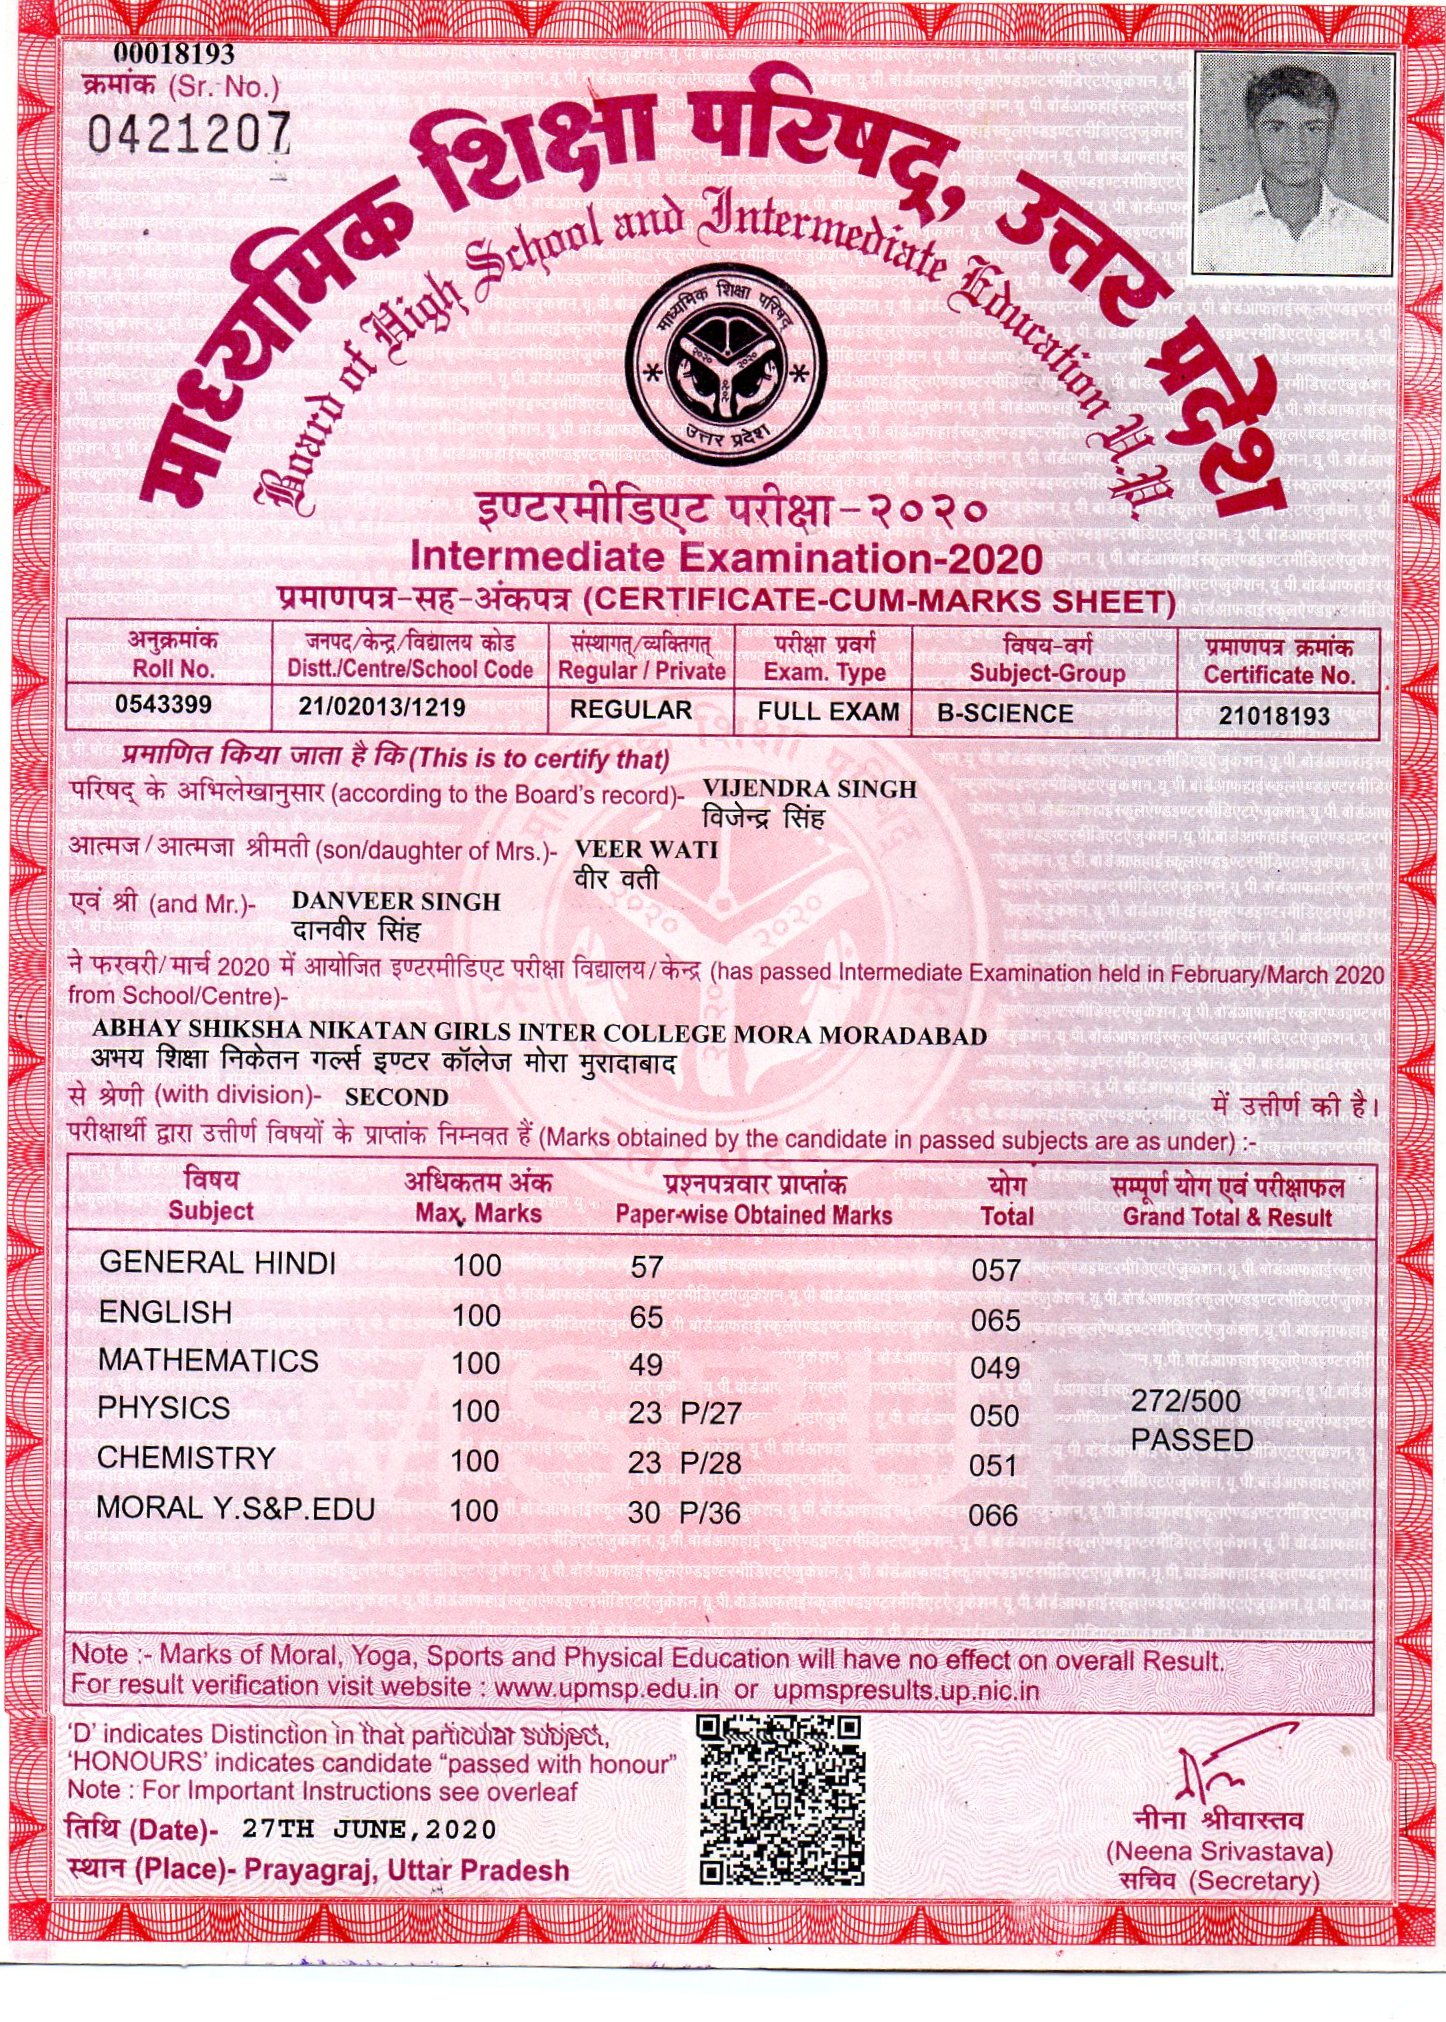 00018193
क्रमांक (Sr. No.)
0421207
माध्यमिक शिक्षा परिषद्, उत्तर प्रदेश
Board of High School and Intermediate Education U.P.
माध्यमिक शिक्षा परिषद्
२०२० २०२० २०२०
उत्तर प्रदेश
इण्टरमीडिएट परीक्षा-२०२०
Intermediate Examination-2020
प्रमाणपत्र-सह-अंकपत्र (CERTIFICATE-CUM-MARKS SHEET)
अनुक्रमांक जनपद/केन्द्र/विद्यालय कोड संस्थागत्/व्यक्तिगत् परीक्षा प्रवर्ग विषय-वर्ग प्रमाणपत्र क्रमांक
Roll No. Distt./Centre/School Code Regular / Private Exam. Type Subject-Group Certificate No.
0543399 21/02013/1219 REGULAR FULL EXAM B-SCIENCE 21018193
प्रमाणित किया जाता है कि (This is to certify that)
परिषद् के अभिलेखानुसार (according to the Board's record)- VIJENDRA SINGH
विजेन्द्र सिंह
आत्मज/आत्मजा श्रीमती (son/daughter of Mrs.)- VEER WATI
वीर वती
एवं श्री (and Mr.)- DANVEER SINGH
दानवीर सिंह
ने फरवरी/मार्च 2020 में आयोजित इण्टरमीडिएट परीक्षा विद्यालय/केन्द्र (has passed Intermediate Examination held in February/March 2020
from School/Centre)-
ABHAY SHIKSHA NIKATAN GIRLS INTER COLLEGE MORA MORADABAD
अभय शिक्षा निकेतन गर्ल्स इण्टर कॉलेज मोरा मुरादाबाद
से श्रेणी (with division)- SECOND में उत्तीर्ण की है।
परीक्षार्थी द्वारा उत्तीर्ण विषयों के प्राप्तांक निम्नवत हैं (Marks obtained by the candidate in passed subjects are as under) :-
विषय अधिकतम अंक प्रश्नपत्रवार प्राप्तांक योग सम्पूर्ण योग एवं परीक्षाफल
Subject Max. Marks Paper-wise Obtained Marks Total Grand Total & Result
GENERAL HINDI 100 57 057
ENGLISH 100 65 065
MATHEMATICS 100 49 049
PHYSICS 100 23 P/27 050 272/500
PASSED
CHEMISTRY 100 23 P/28 051
MORAL Y.S&P.EDU 100 30 P/36 066
Note :- Marks of Moral, Yoga, Sports and Physical Education will have no effect on overall Result.
For result verification visit website : www.upmsp.edu.in or upmspresults.up.nic.in
'D' indicates Distinction in that particular subject,
'HONOURS' indicates candidate "passed with honour"
Note : For Important Instructions see overleaf
तिथि (Date)- 27TH JUNE,2020
स्थान (Place)- Prayagraj, Uttar Pradesh
नीना श्रीवास्तव
(Neena Srivastava)
सचिव (Secretary)